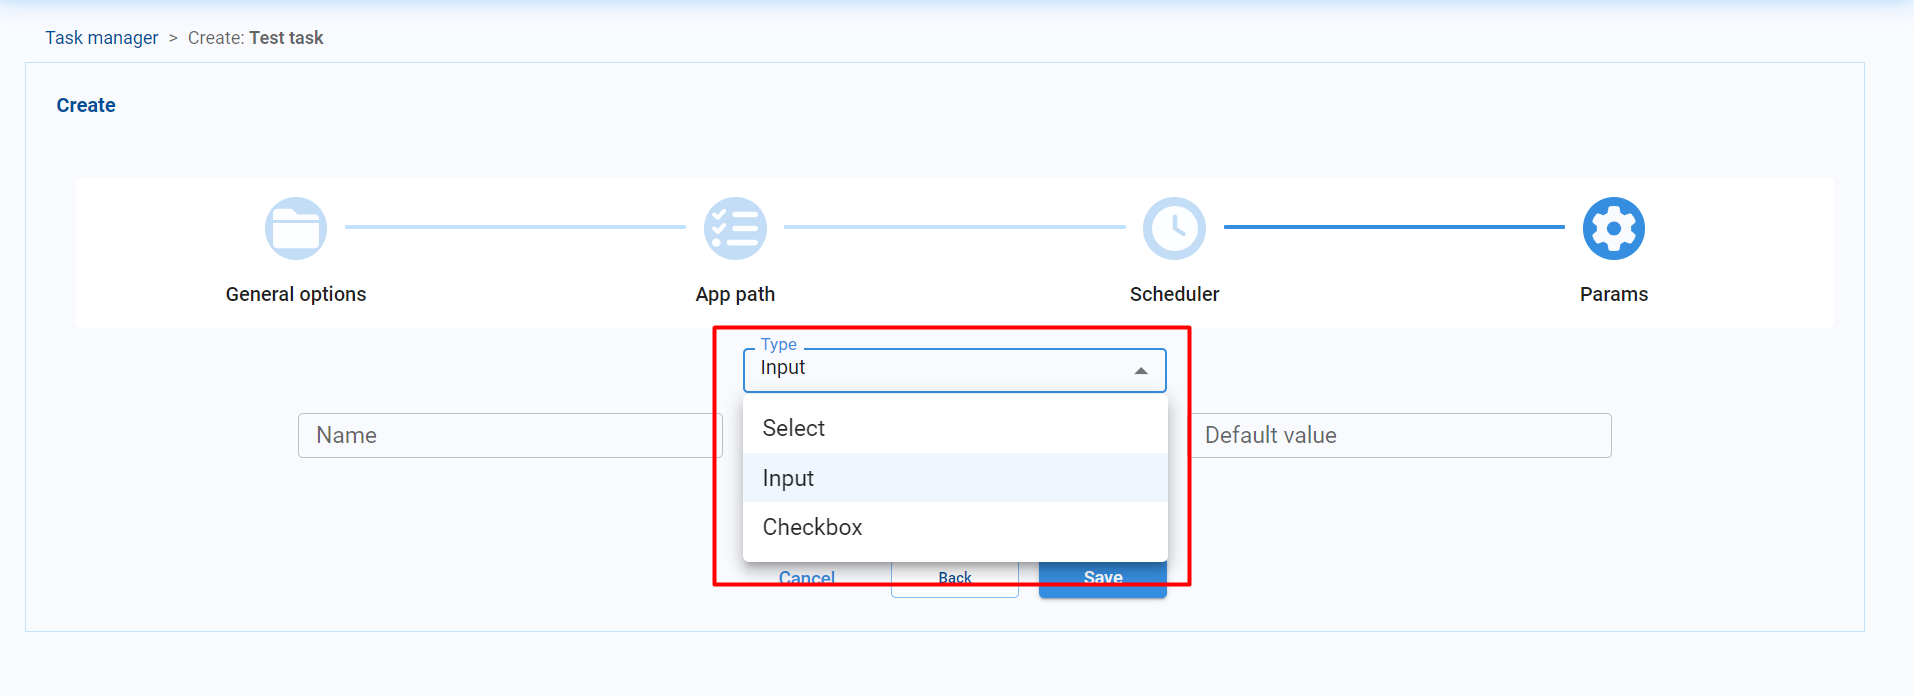 Task manager > Create: Test task
Create
General options
App path
Scheduler
Params
Type
Input
Name
Default value
Select
Input
Checkbox
Cancel
Back
Save